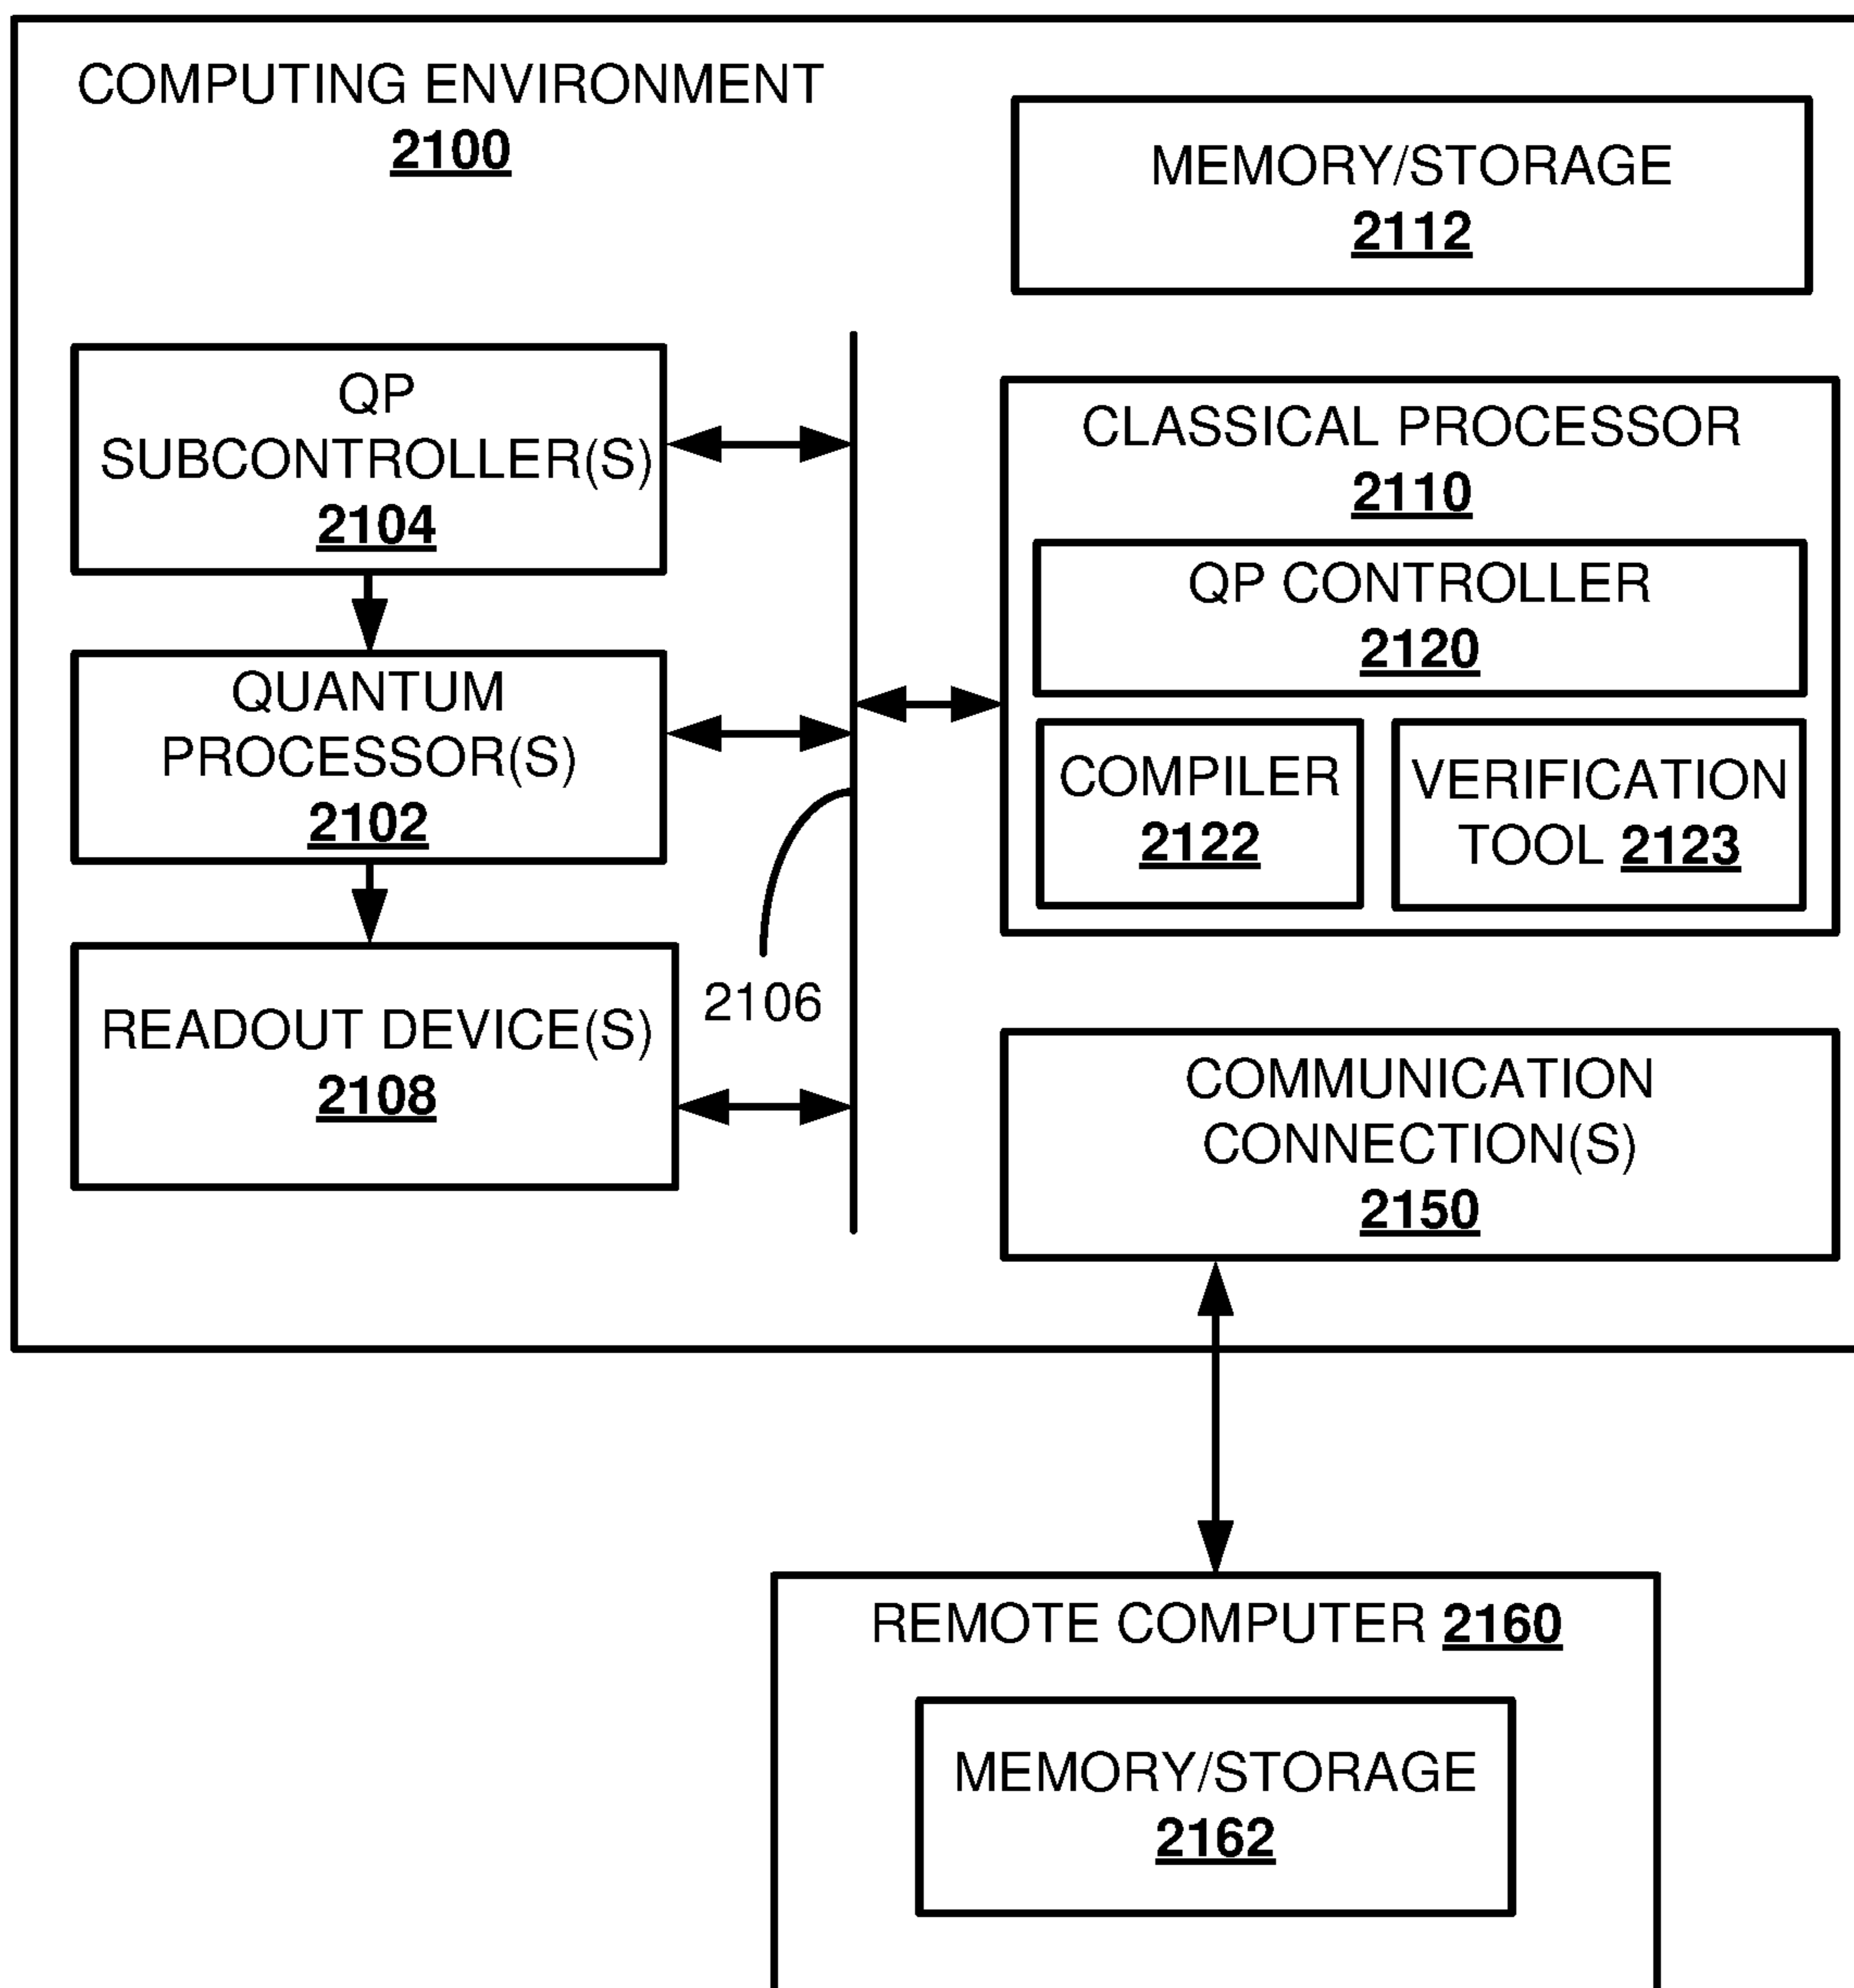 COMPUTING ENVIRONMENT
2100
MEMORY/STORAGE
2112
QP
SUBCONTROLLER(S)
2104
QUANTUM
PROCESSOR(S)
2102
READOUT DEVICE(S)
2108
2106
CLASSICAL PROCESSOR
2110
QP CONTROLLER
2120
COMPILER
2122
VERIFICATION
TOOL 2123
COMMUNICATION
CONNECTION(S)
2150
REMOTE COMPUTER 2160
MEMORY/STORAGE
2162